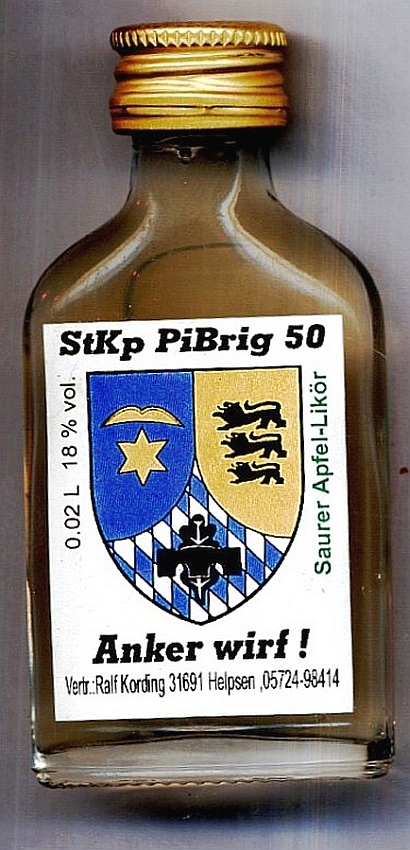 StKp PiBrig 50
0.02 L 18 % vol.
Saurer Apfel-Likör
Anker wirf !
Vertr.:Ralf Kording 31691 Helpsen ,05724-98414